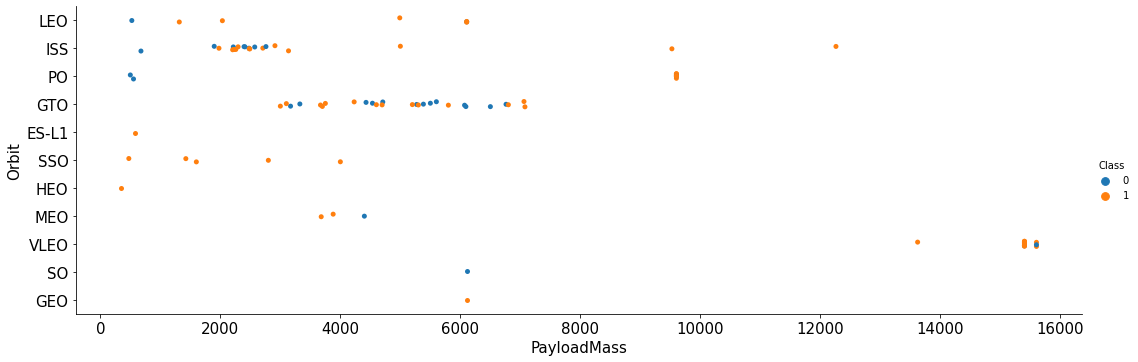 LEO
ISS
PO
GTO
ES-L1
SSO
HEO
MEO
VLEO
SO
GEO
Orbit
0 2000 4000 6000 8000 10000 12000 14000 16000
PayloadMass
Class
0
1